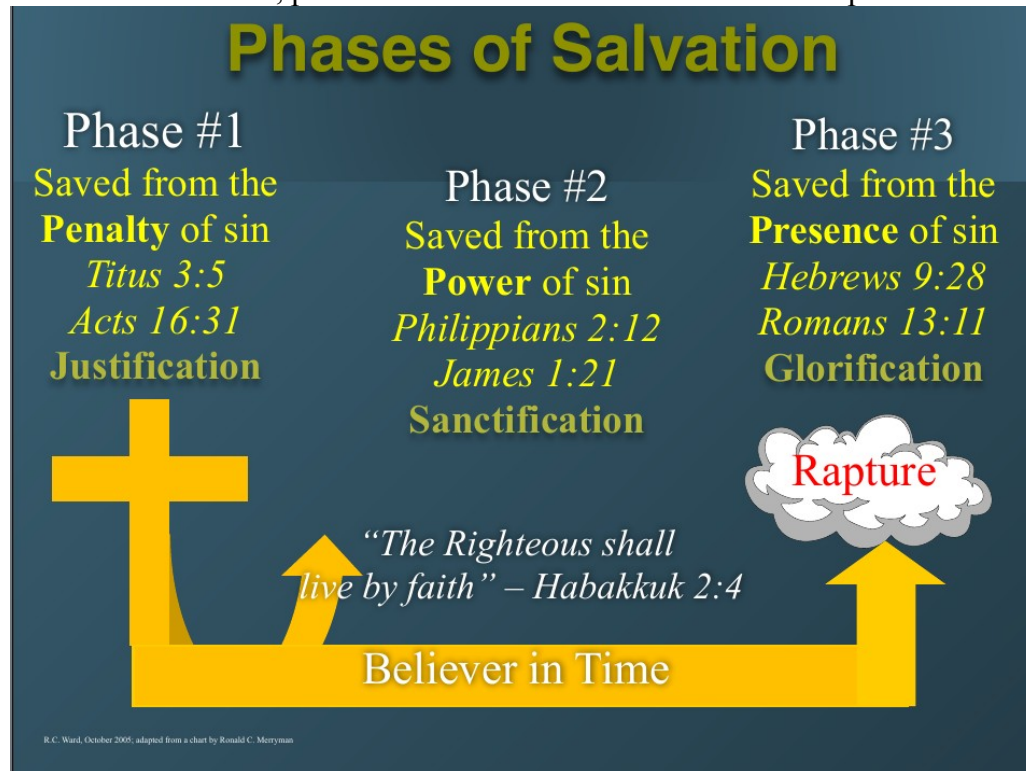 Phases of Salvation
Phase #1
Saved from the
Penalty of sin
Titus 3:5
Acts 16:31
Justification
Phase #2
Saved from the
Power of sin
Philippians 2:12
James 1:21
Sanctification
Phase #3
Saved from the
Presence of sin
Hebrews 9:28
Romans 13:11
Glorification
Rapture
“The Righteous shall
live by faith” – Habakkuk 2:4
Believer in Time
R.C. Ward, October 2005; adapted from a chart by Ronald C. Merryman